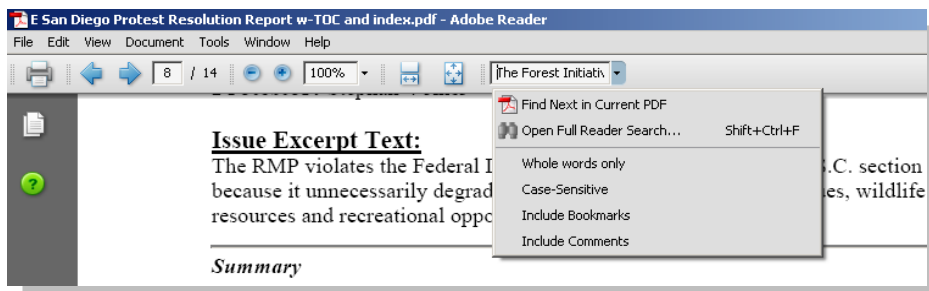 E San Diego Protest Resolution Report w-TOC and index.pdf - Adobe Reader
File Edit View Document Tools Window Help
8 / 14 100% The Forest Initiativ
Find Next in Current PDF
Open Full Reader Search... Shift+Ctrl+F
Whole words only
Case-Sensitive
Include Bookmarks
Include Comments
Issue Excerpt Text:
The RMP violates the Federal .C. section
because it unnecessarily degrad es, wildlife
resources and recreational oppo
Summary